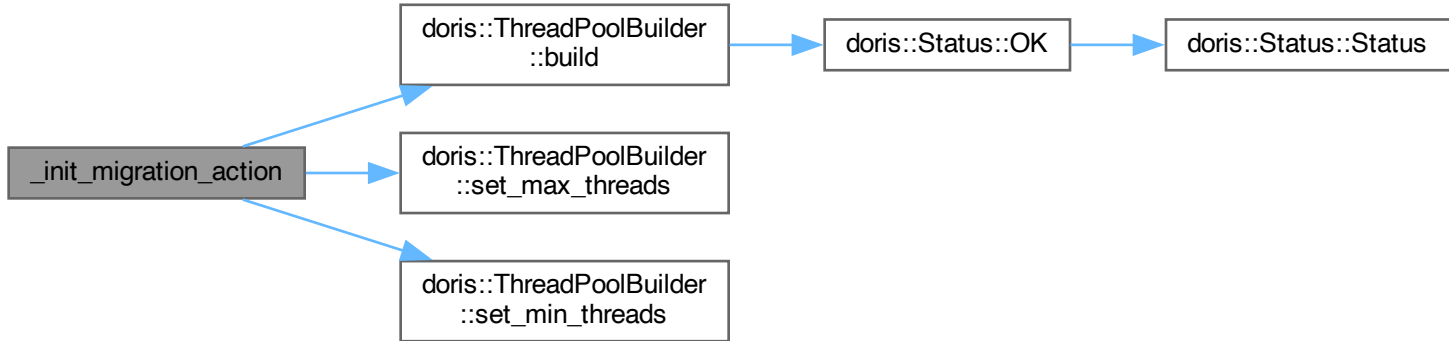 doris::ThreadPoolBuilder
::build
doris::Status::OK
doris::Status::Status
_init_migration_action
doris::ThreadPoolBuilder
::set_max_threads
doris::ThreadPoolBuilder
::set_min_threads